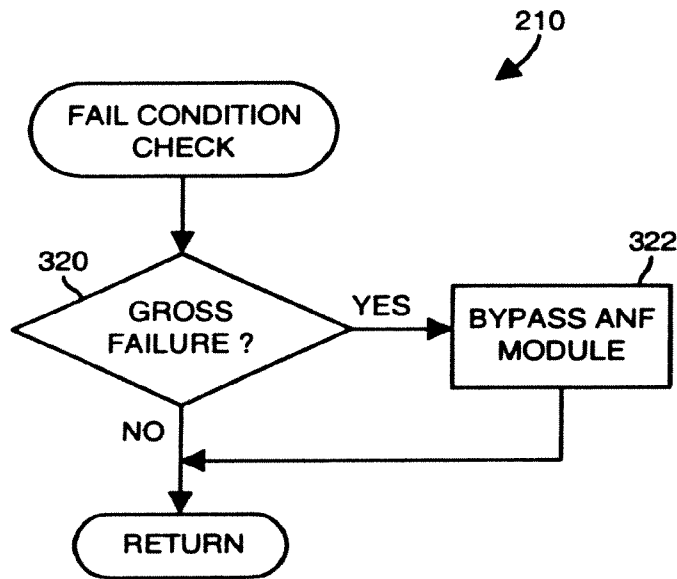 210
FAIL CONDITION
CHECK
320
GROSS
FAILURE ?
YES
322
BYPASS ANF
MODULE
NO
RETURN